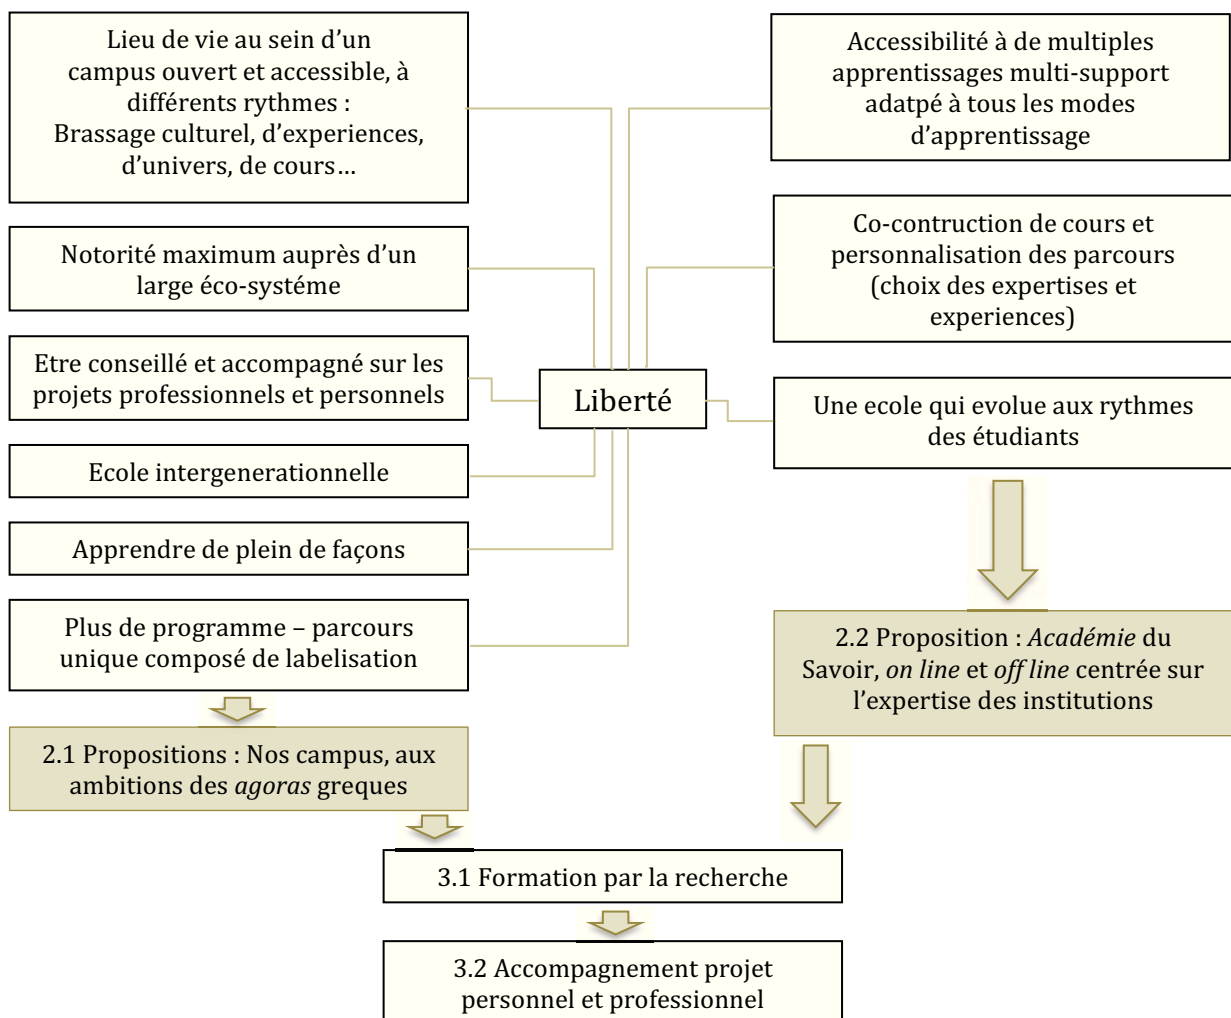 Lieu de vie au sein d’un
campus ouvert et accessible, à
différents rythmes :
Brassage culturel, d’experiences,
d’univers, de cours…
Notorité maximum auprès d’un
large éco-systéme
Etre conseillé et accompagné sur les
projets professionnels et personnels
Ecole intergenerationnelle
Apprendre de plein de façons
Plus de programme – parcours
unique composé de labelisation
2.1 Propositions : Nos campus, aux
ambitions des agoras greques
Liberté
Accessibilité à de multiples
apprentissages multi-support
adatpé à tous les modes
d’apprentissage
Co-contruction de cours et
personnalisation des parcours
(choix des expertises et
experiences)
Une ecole qui evolue aux rythmes
des étudiants
2.2 Proposition : Académie du
Savoir, on line et off line centrée sur
l’expertise des institutions
3.1 Formation par la recherche
3.2 Accompagnement projet
personnel et professionnel